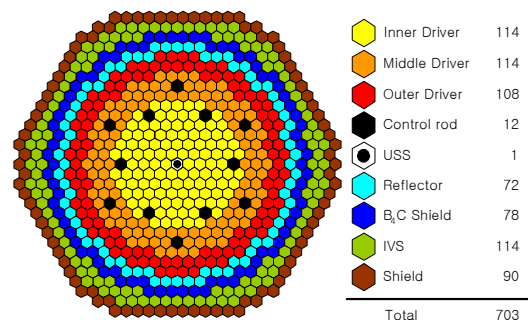 Inner Driver 114
Middle Driver 114
Outer Driver 108
Control rod 12
USS 1
Reflector 72
B₄C Shield 78
IVS 114
Shield 90
Total 703